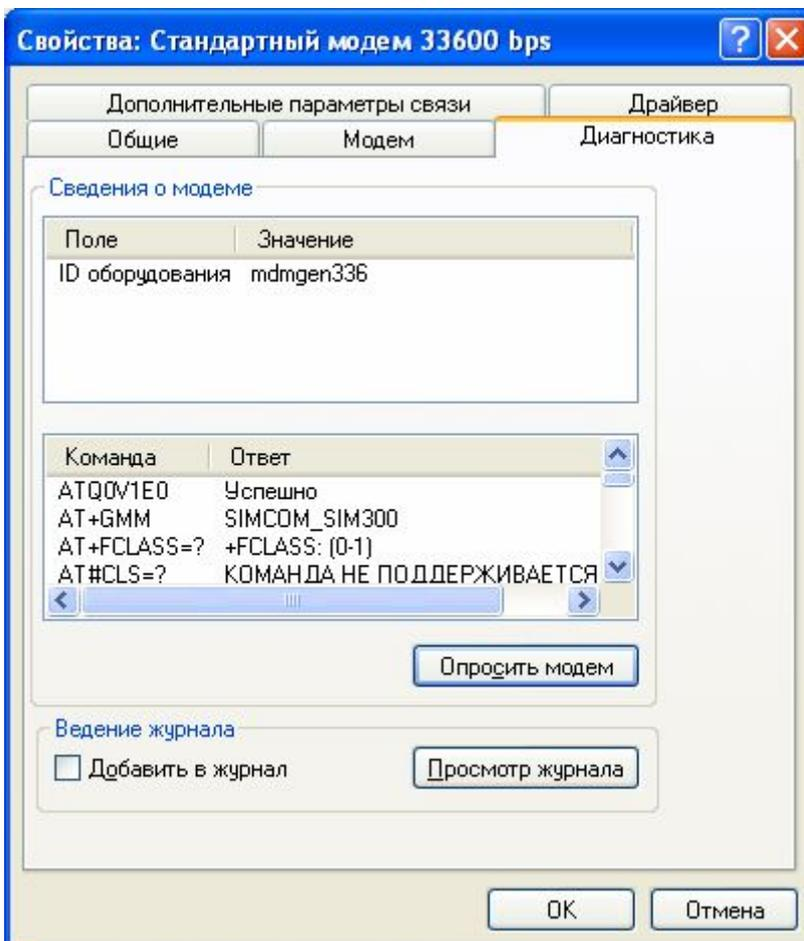 Свойства: Стандартный модем 33600 bps
Дополнительные параметры связи Драйвер
Общие Модем Диагностика
Сведения о модеме
Поле Значение
ID оборудования mdmgen336
Команда Ответ
ATQ0V1E0 Успешно
AT+GMM SIMCOM_SIM300
AT+FCLASS=? +FCLASS: (0-1)
AT#CLS=? КОМАНДА НЕ ПОДДЕРЖИВАЕТСЯ
Опросить модем
Ведение журнала
Добавить в журнал Просмотр журнала
OK Отмена